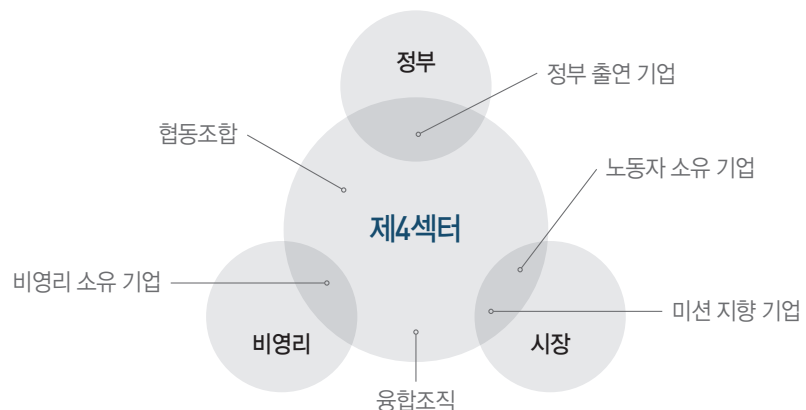 정부
정부 출연 기업
협동조합
노동자 소유 기업
제4섹터
비영리 소유 기업
미션 지향 기업
비영리
시장
융합조직